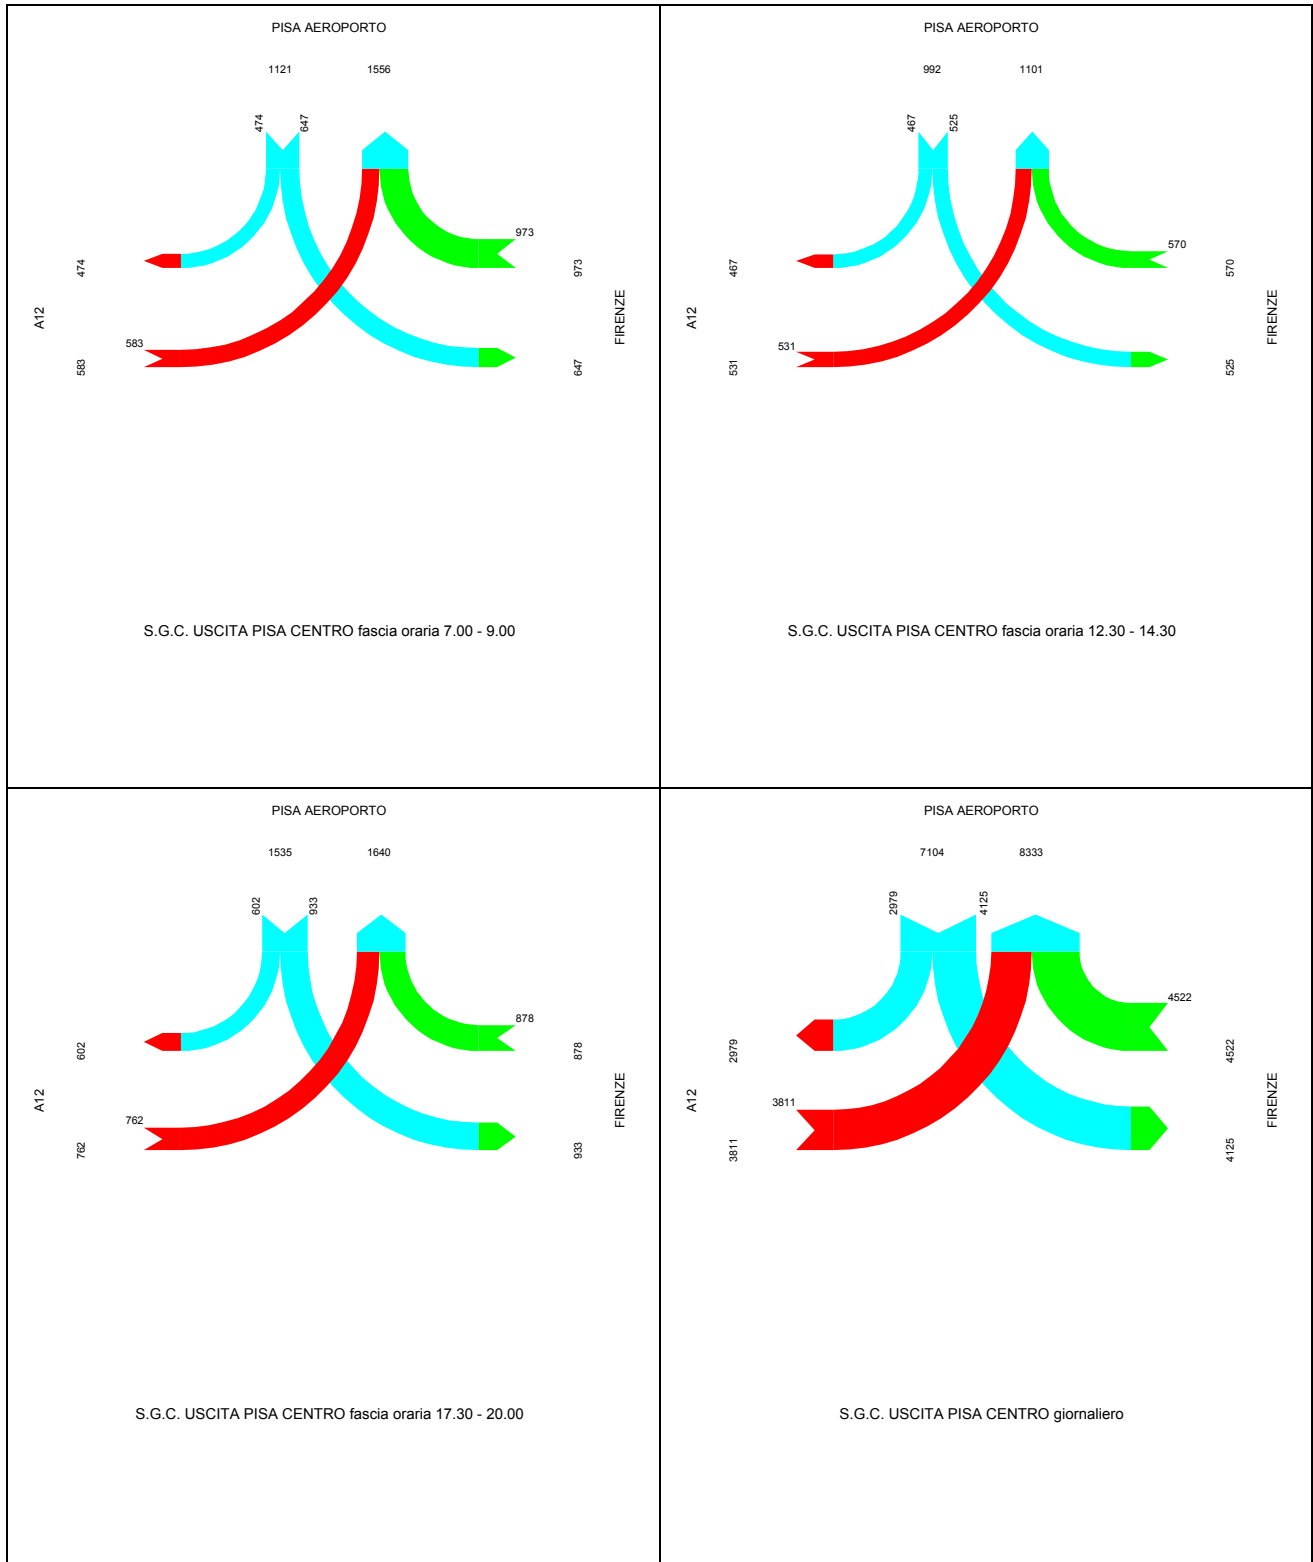 PISA AEROPORTO
1121 1556
474 647
973
474 973
A12 FIRENZE
583
583 647
S.G.C. USCITA PISA CENTRO fascia oraria 7.00 - 9.00
PISA AEROPORTO
992 1101
467 525
570
467 570
A12 FIRENZE
531
531 525
S.G.C. USCITA PISA CENTRO fascia oraria 12.30 - 14.30
PISA AEROPORTO
1535 1640
602 933
878
602 878
A12 FIRENZE
762
762 933
S.G.C. USCITA PISA CENTRO fascia oraria 17.30 - 20.00
PISA AEROPORTO
7104 8333
2979 4125
4522
2979 4522
A12 FIRENZE
3811
3811 4125
S.G.C. USCITA PISA CENTRO giornaliero